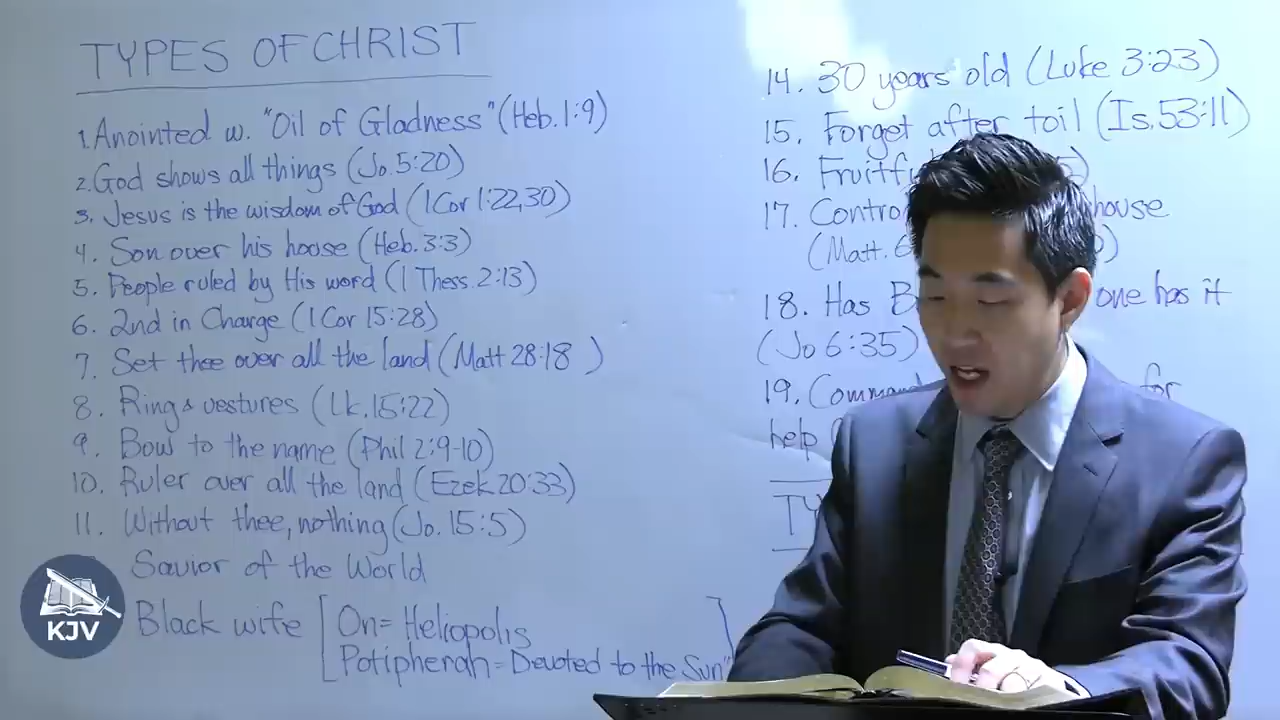 TYPES OF CHRIST
1. Anointed w. "Oil of Gladness" (Heb. 1:9)
2. God shows all things (Jo. 5:20)
3. Jesus is the wisdom of God (1 Cor 1:22,30)
4. Son over his house (Heb. 3:3)
5. People ruled by His word (1 Thess. 2:13)
6. 2nd in Charge (1 Cor 15:28)
7. Set thee over all the land (Matt 28:18 )
8. Ring & vestures (Lk. 15:22)
9. Bow to the name (Phil 2:9-10)
10. Ruler over all the land (Ezek 20:33)
11. Without thee, nothing (Jo. 15:5)
Savior of the World
Black wife [On = Heliopolis
Potipherah = Devoted to the Sun"
KJV
14. 30 years old (Luke 3:23)
15. Forget after toil (Is. 53:11)
16.
17. house
(Matt.
18. Has one has it
(Jo 6:35)
19. for
help